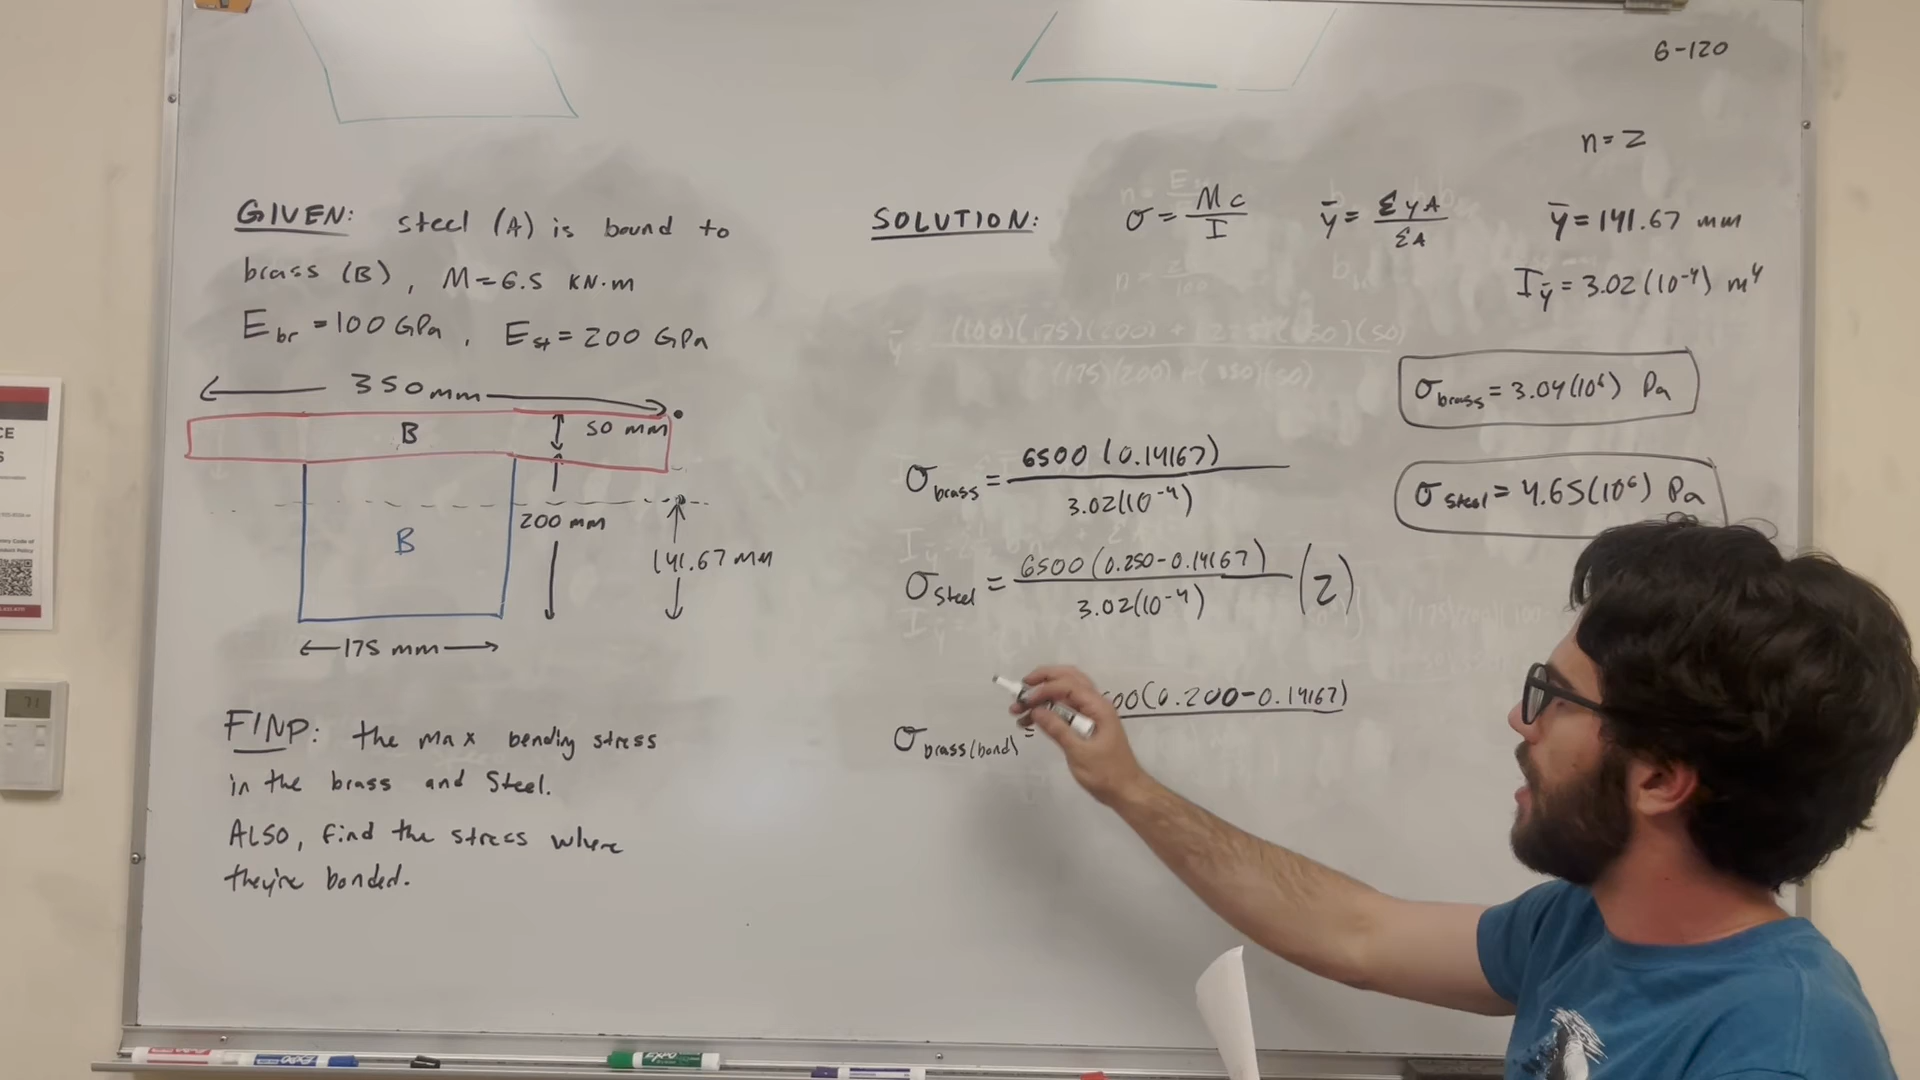 6-120
n=2
GIVEN: steel (A) is bound to
brass (B), M=6.5 KN·m
E_br = 100 GPa, E_st = 200 GPa
350mm
B
50 mm
B
200 mm
141.67 mm
175 mm
FIND: the max bending stress
in the brass and steel.
ALSO, find the stress where
they're bonded.
SOLUTION: σ = Mc/I ȳ = ΣyA/ΣA ȳ = 141.67 mm
I_ȳ = 3.02(10^-4) m^4
σ_brass = 3.04(10^6) Pa
σ_brass = 6500(0.14167)/3.02(10^-4)
σ_steel = 4.65(10^6) Pa
σ_steel = 6500(0.250-0.14167)/3.02(10^-4) (2)
σ_brass(bond) = 00(0.200-0.14167)
71
EXPO